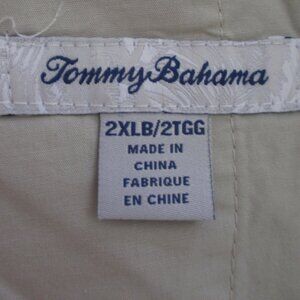 Tommy Bahama
2XLB/2TGG
MADE IN
CHINA
FABRIQUE
EN CHINE